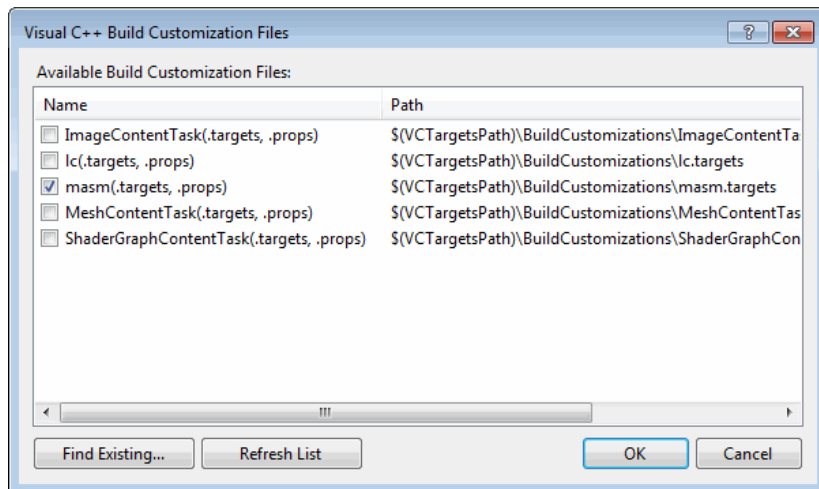 Visual C++ Build Customization Files
Available Build Customization Files:
Name Path
ImageContentTask(.targets, .props) $(VCTargetsPath)\BuildCustomizations\ImageContentTa
lc(.targets, .props) $(VCTargetsPath)\BuildCustomizations\lc.targets
masm(.targets, .props) $(VCTargetsPath)\BuildCustomizations\masm.targets
MeshContentTask(.targets, .props) $(VCTargetsPath)\BuildCustomizations\MeshContentTas
ShaderGraphContentTask(.targets, .props) $(VCTargetsPath)\BuildCustomizations\ShaderGraphCon
Find Existing... Refresh List OK Cancel